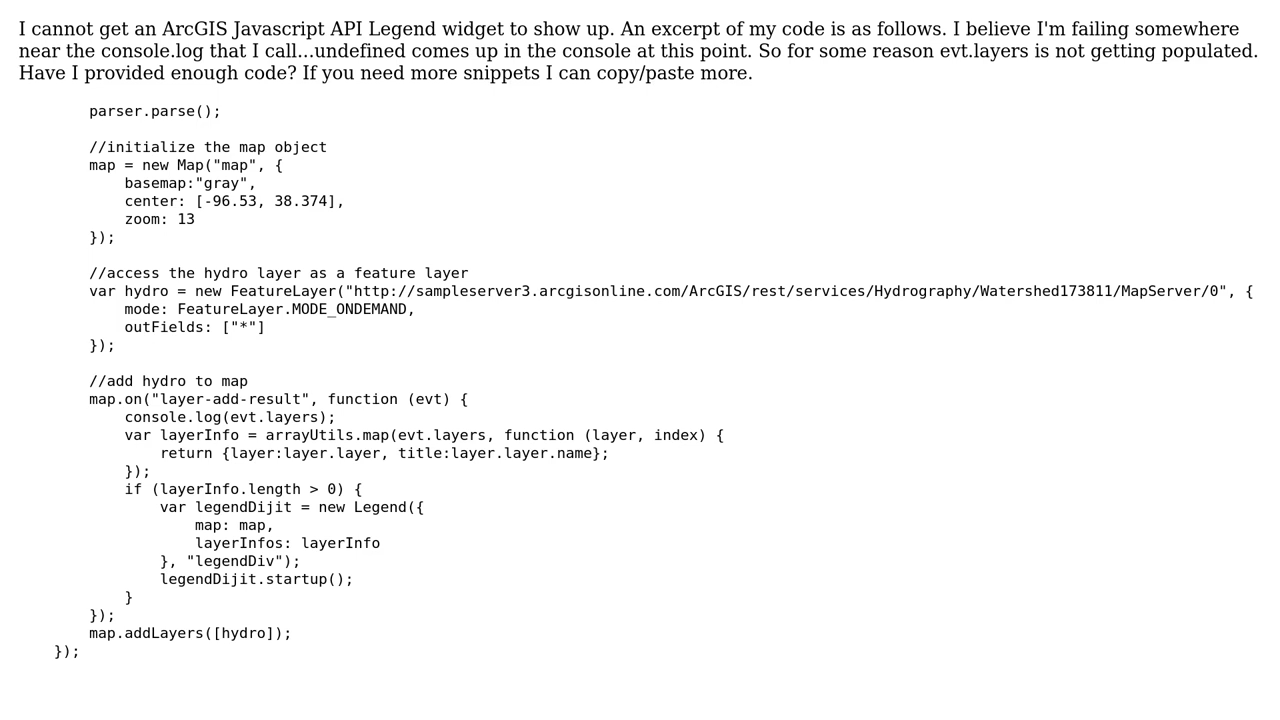 I cannot get an ArcGIS Javascript API Legend widget to show up. An excerpt of my code is as follows. I believe I'm failing somewhere
near the console.log that I call...undefined comes up in the console at this point. So for some reason evt.layers is not getting populated.
Have I provided enough code? If you need more snippets I can copy/paste more.
parser.parse();
//initialize the map object
map = new Map("map", {
basemap:"gray",
center: [-96.53, 38.374],
zoom: 13
});
//access the hydro layer as a feature layer
var hydro = new FeatureLayer("http://sampleserver3.arcgisonline.com/ArcGIS/rest/services/Hydrography/Watershed173811/MapServer/0", {
mode: FeatureLayer.MODE_ONDEMAND,
outFields: ["*"]
});
//add hydro to map
map.on("layer-add-result", function (evt) {
console.log(evt.layers);
var layerInfo = arrayUtils.map(evt.layers, function (layer, index) {
return {layer:layer.layer, title:layer.layer.name};
});
if (layerInfo.length > 0) {
var legendDijit = new Legend({
map: map,
layerInfos: layerInfo
}, "legendDiv");
legendDijit.startup();
}
});
map.addLayers([hydro]);
});